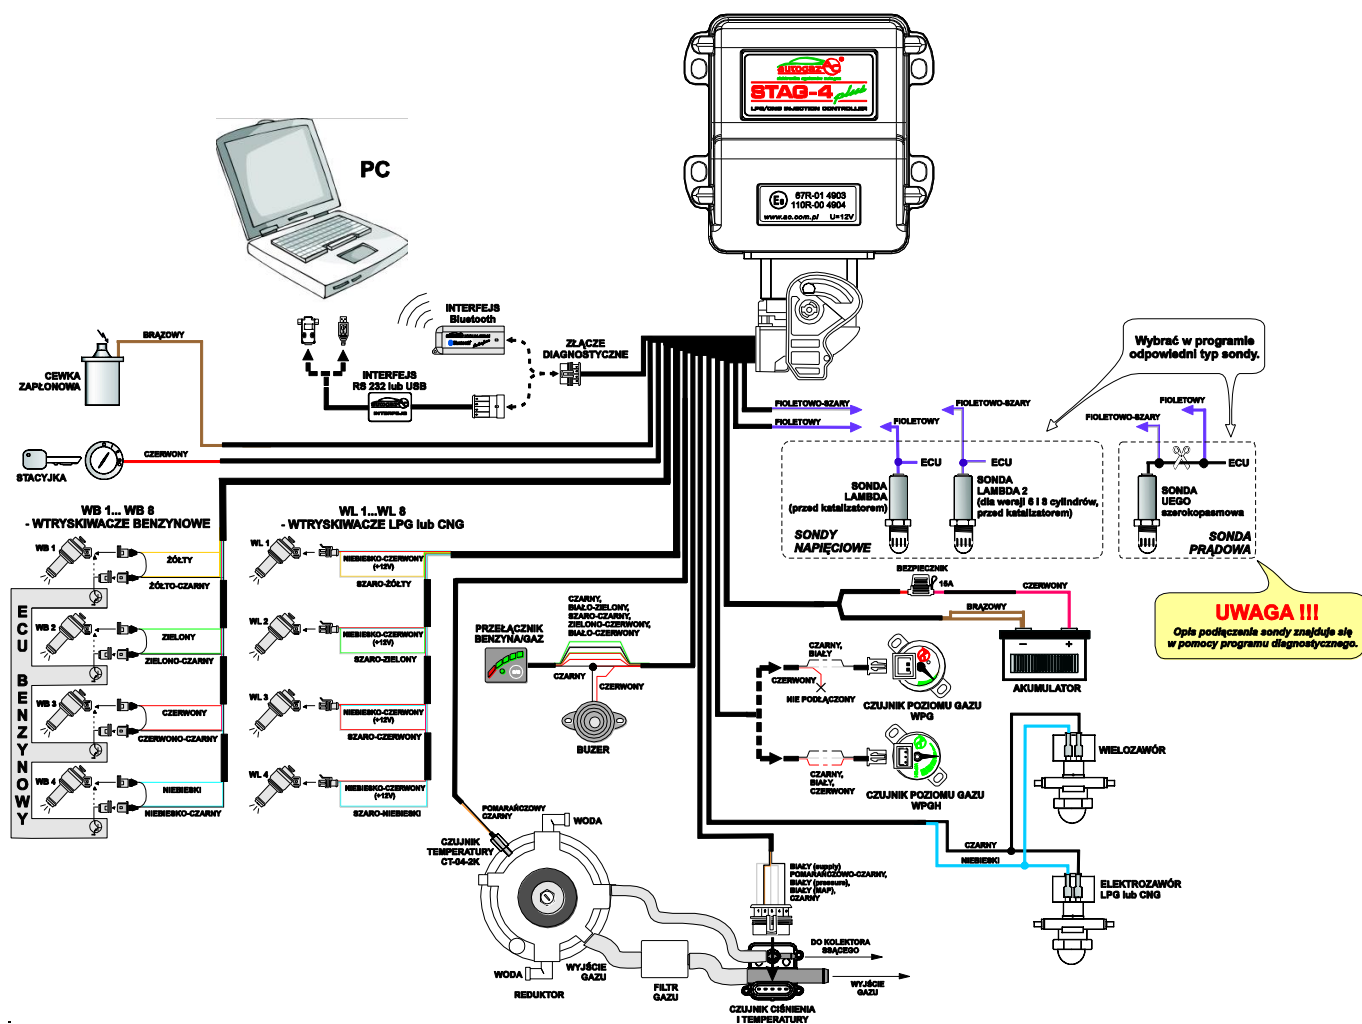 autogaz
STAG-4 plus
LPG/CNG INJECTION CONTROLLER
E8
67R-01 4903
110R-00 4904
www.ac.com.pl U=12V
PC
INTERFEJS
Bluetooth
ZŁĄCZE
DIAGNOSTYCZNE
INTERFEJS
RS 232 lub USB
INTERFEJS
BRĄZOWY
CEWKA
ZAPŁONOWA
CZERWONY
STACYJKA
Wybrać w programie
odpowiedni typ sondy.
FIOLETOWO-SZARY
FIOLETOWY
FIOLETOWO-SZARY
FIOLETOWY
FIOLETOWY
FIOLETOWO-SZARY
ECU
ECU
ECU
SONDA
LAMBDA
(przed katalizatorem)
SONDA
LAMBDA 2
(dla wersji 6 i 8 cylindrów,
przed katalizatorem)
SONDY
NAPIĘCIOWE
SONDA
UEGO
szerokopasmowa
SONDA
PRĄDOWA
UWAGA !!!
Opis podłączenia sondy znajduje się
w pomocy programu diagnostycznego.
WB 1... WB 8
- WTRYSKIWACZE BENZYNOWE
WL 1...WL 8
- WTRYSKIWACZE LPG lub CNG
WB 1
ŻÓŁTY
ŻÓŁTO-CZARNY
WB 2
ZIELONY
ZIELONO-CZARNY
WB 3
CZERWONY
CZERWONO-CZARNY
WB 4
NIEBIESKI
NIEBIESKO-CZARNY
ECU BENZYNOWY
WL 1
NIEBIESKO-CZERWONY
(+12V)
SZARO-ŻÓŁTY
WL 2
NIEBIESKO-CZERWONY
(+12V)
SZARO-ZIELONY
WL 3
NIEBIESKO-CZERWONY
(+12V)
SZARO-CZERWONY
WL 4
NIEBIESKO-CZERWONY
(+12V)
SZARO-NIEBIESKI
PRZEŁĄCZNIK
BENZYNA/GAZ
CZARNY,
BIAŁO-ZIELONY,
SZARO-CZARNY,
ZIELONO-CZERWONY,
BIAŁO-CZERWONY
CZARNY
CZERWONY
BUZER
BEZPIECZNIK
15A
CZERWONY
BRĄZOWY
– +
AKUMULATOR
CZARNY,
BIAŁY
CZERWONY
NIE PODŁĄCZONY
CZUJNIK POZIOMU GAZU
WPG
CZARNY,
BIAŁY,
CZERWONY
CZUJNIK POZIOMU GAZU
WPGH
WIELOZAWÓR
CZARNY
NIEBIESKI
ELEKTROZAWÓR
LPG lub CNG
POMARAŃCZOWY
CZARNY
CZUJNIK
TEMPERATURY
CT-04-2K
WODA
WODA
REDUKTOR
WYJŚCIE
GAZU
FILTR
GAZU
BIAŁY (supply)
POMARAŃCZOWO-CZARNY,
BIAŁY (pressure),
BIAŁY (MAP),
CZARNY
DO KOLEKTORA
SSĄCEGO
WYJŚCIE
GAZU
CZUJNIK CIŚNIENIA
I TEMPERATURY